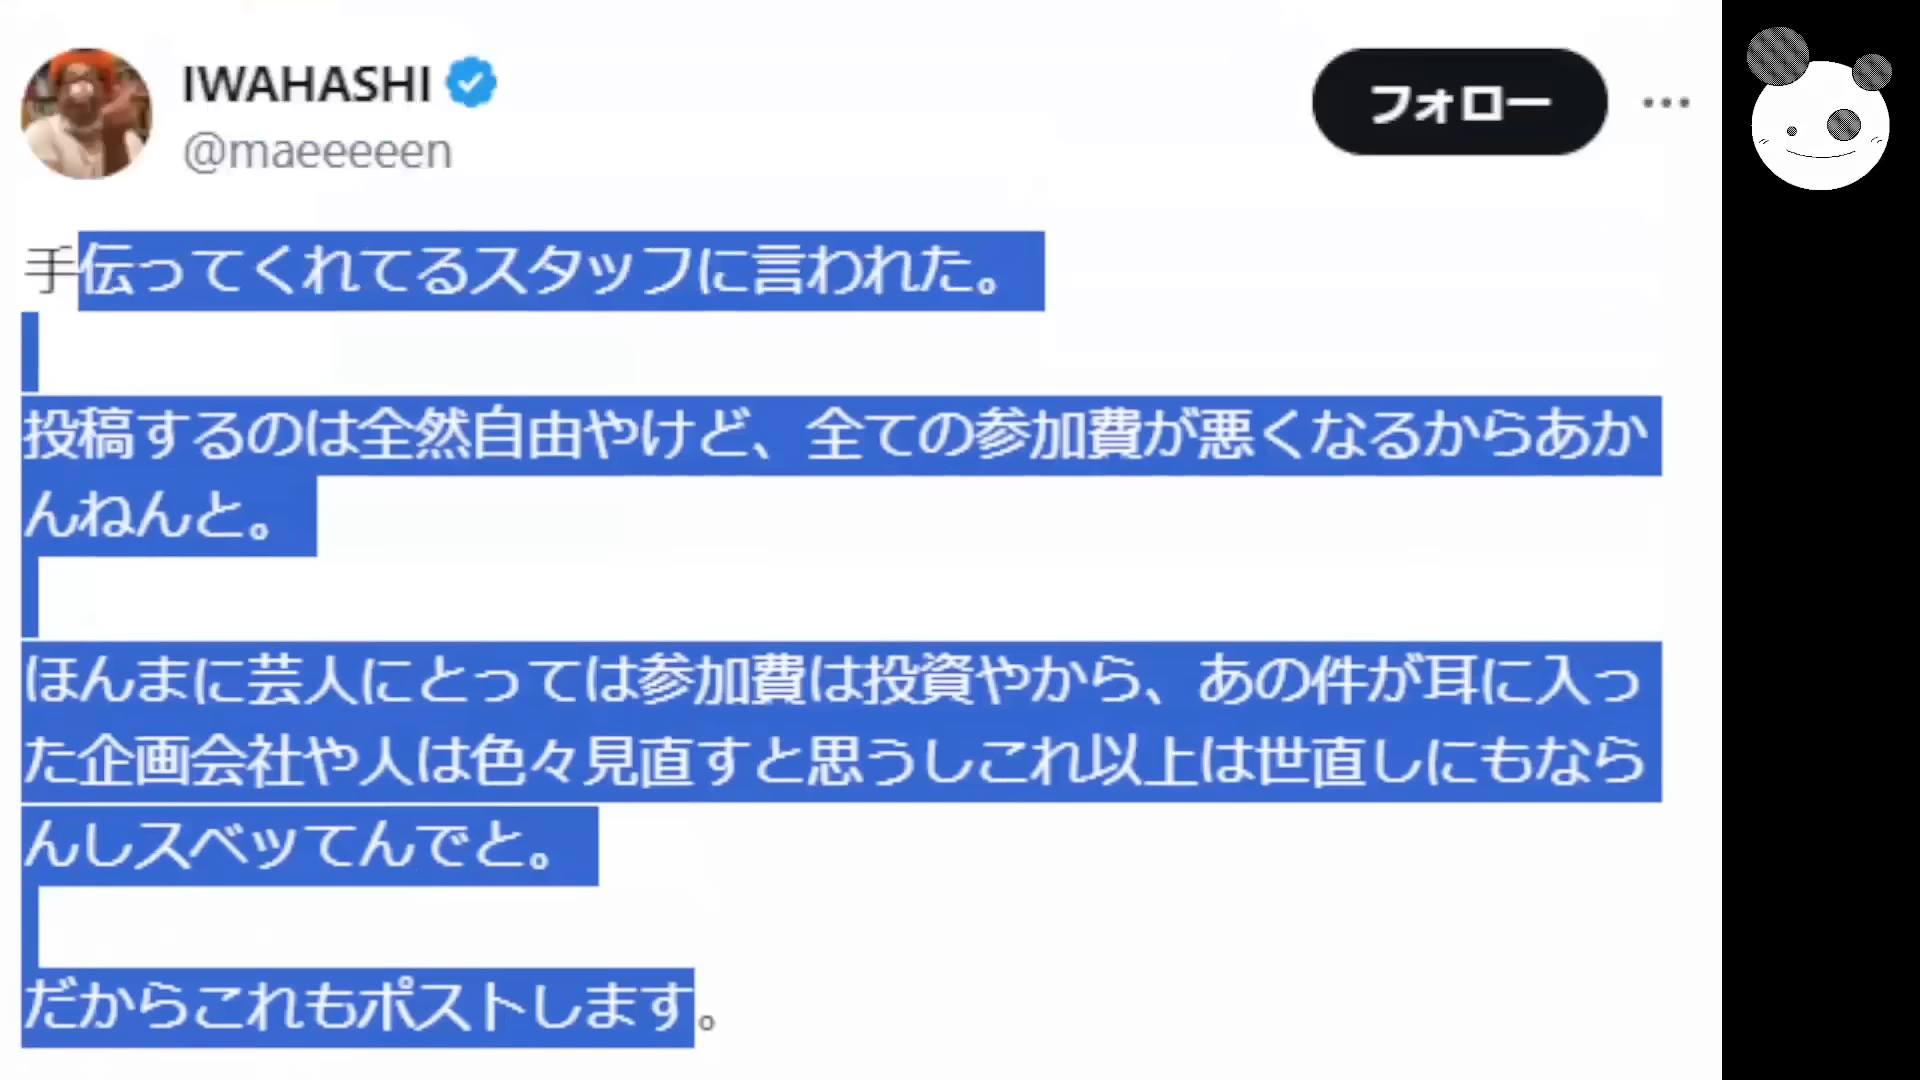 IWAHASHI
@maeeeeen
フォロー
手伝ってくれてるスタッフに言われた。
投稿するのは全然自由やけど、全ての参加費が悪くなるからあか
んねんと。
ほんまに芸人にとっては参加費は投資やから、あの件が耳に入っ
た企画会社や人は色々見直すと思うしこれ以上は世直しにもなら
んしスベッてんでと。
だからこれもポストします。